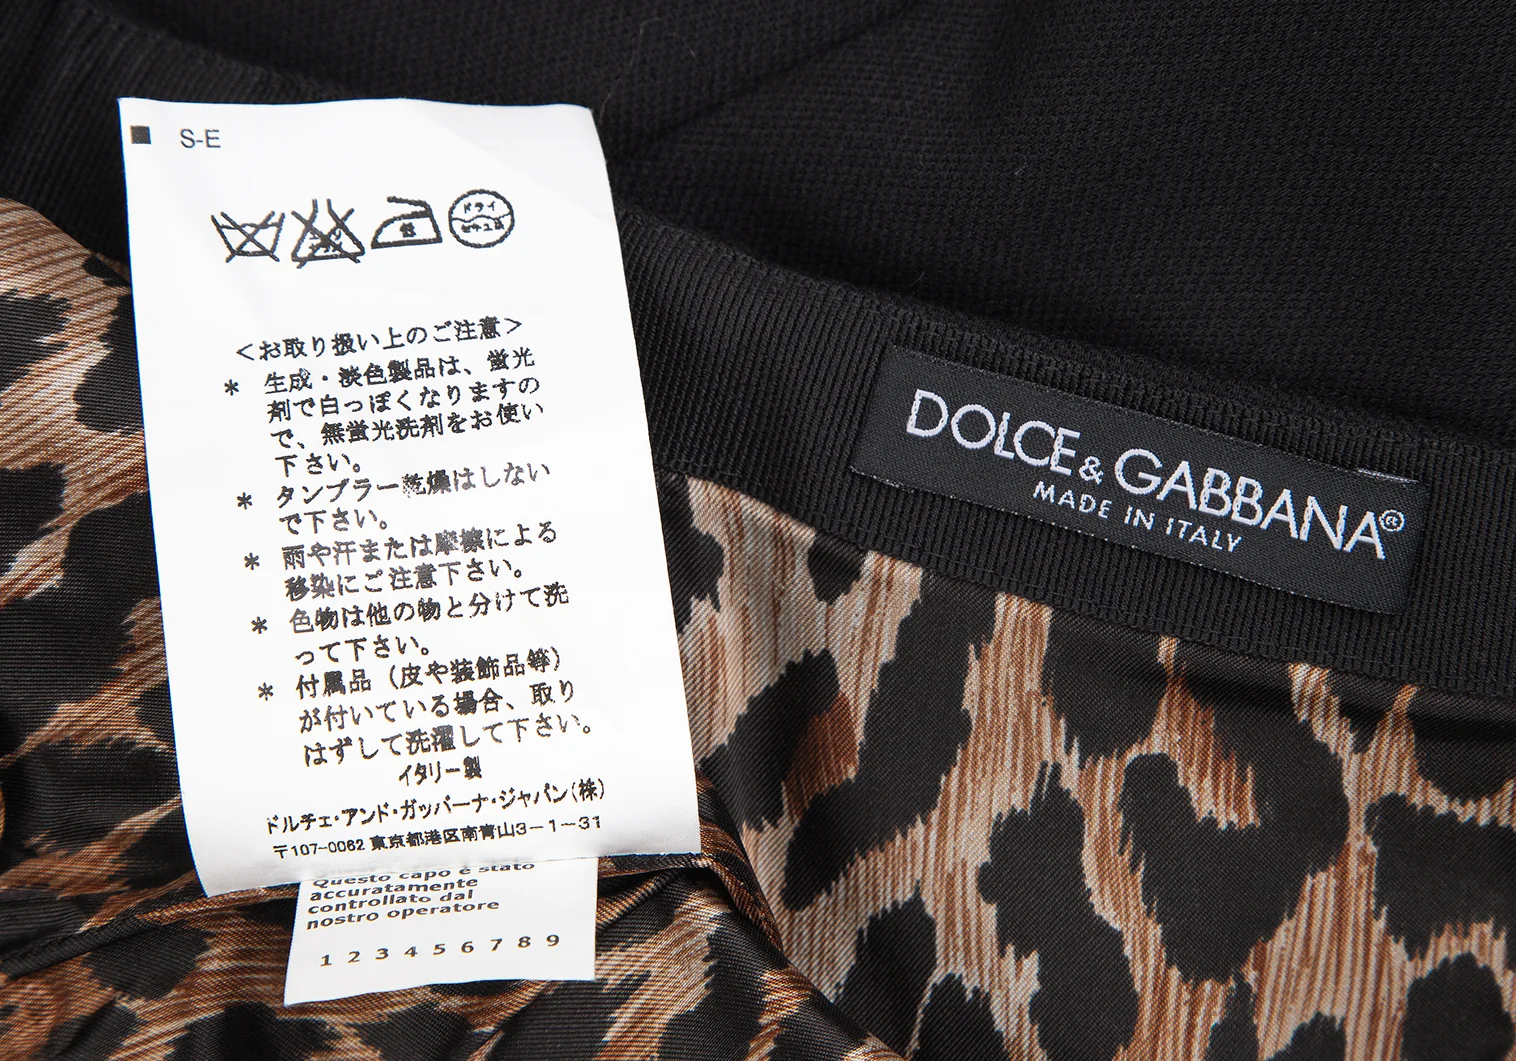 S-E
ドライ
セキユ系
<お取り扱い上のご注意>
* 生成・淡色製品は、蛍光
剤で白っぽくなりますの
で、無蛍光洗剤をお使い
下さい。
* タンブラー乾燥はしない
で下さい。
* 雨や汗または摩擦による
移染にご注意下さい。
* 色物は他の物と分けて洗
って下さい。
* 付属品(皮や装飾品等)
が付いている場合、取り
はずして洗濯して下さい。
イタリー製
ドルチェ・アンド・ガッバーナ・ジャパン(株)
〒107-0062 東京都港区南青山3-1-31
Questo capo è stato
accuratamente
controllato dal
nostro operatore
1 2 3 4 5 6 7 8 9
DOLCE & GABBANA®
MADE IN ITALY